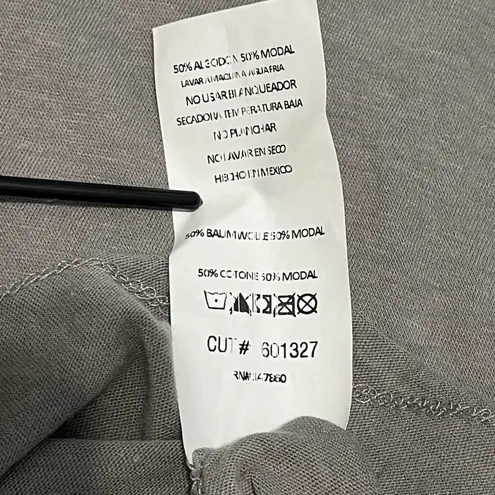 50% ALGODON 50% MODAL
LAVAR A MAQUINA AGUA FRIA
NO USAR BLANQUEADOR
SECADORA TEMPERATURA BAJA
NO PLANCHAR
NO LAVAR EN SECO
HECHO EN MEXICO
50% BAUMWOLLE 50% MODAL
50% COTONE 50% MODAL
CUT# 601327